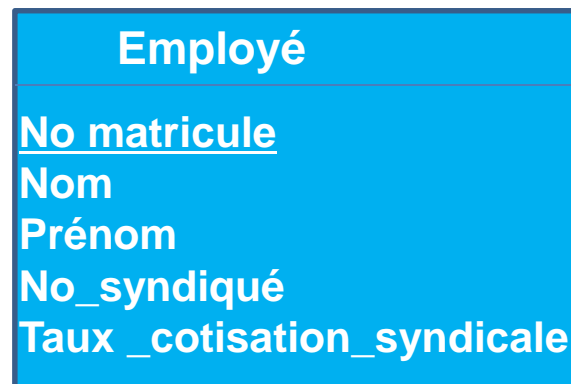 Employé
No matricule
Nom
Prénom
No_syndiqué
Taux _cotisation_syndicale